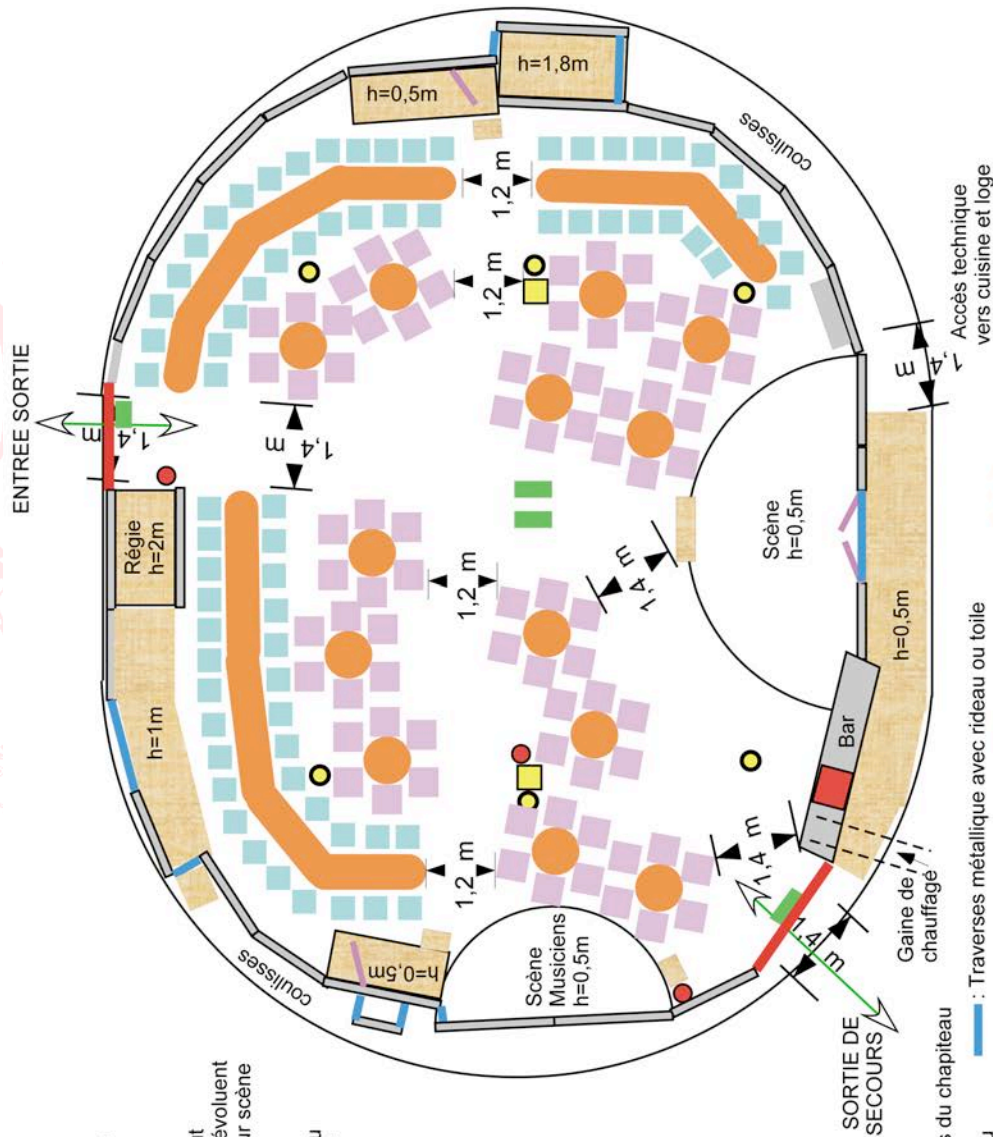 ENTREE SORTIE
1,4 m
Régie
h=2m
h=1m
h=0,5m
h=1,8m
coulisses
1,2 m
1,2 m
1,4 m
1,2 m
1,2 m
1,4 m
coulisses
h=0,5m
Scène
Musiciens
h=0,5m
Scène
h=0,5m
Bar
h=0,5m
1,4 m
1,4 m
1,4 m
Accès technique
vers cuisine et loge
Gaine de
chauffagé
SORTIE DE
SECOURS
évoluent
ur scène
s du chapiteau
: Traverses métallique avec rideau ou toile